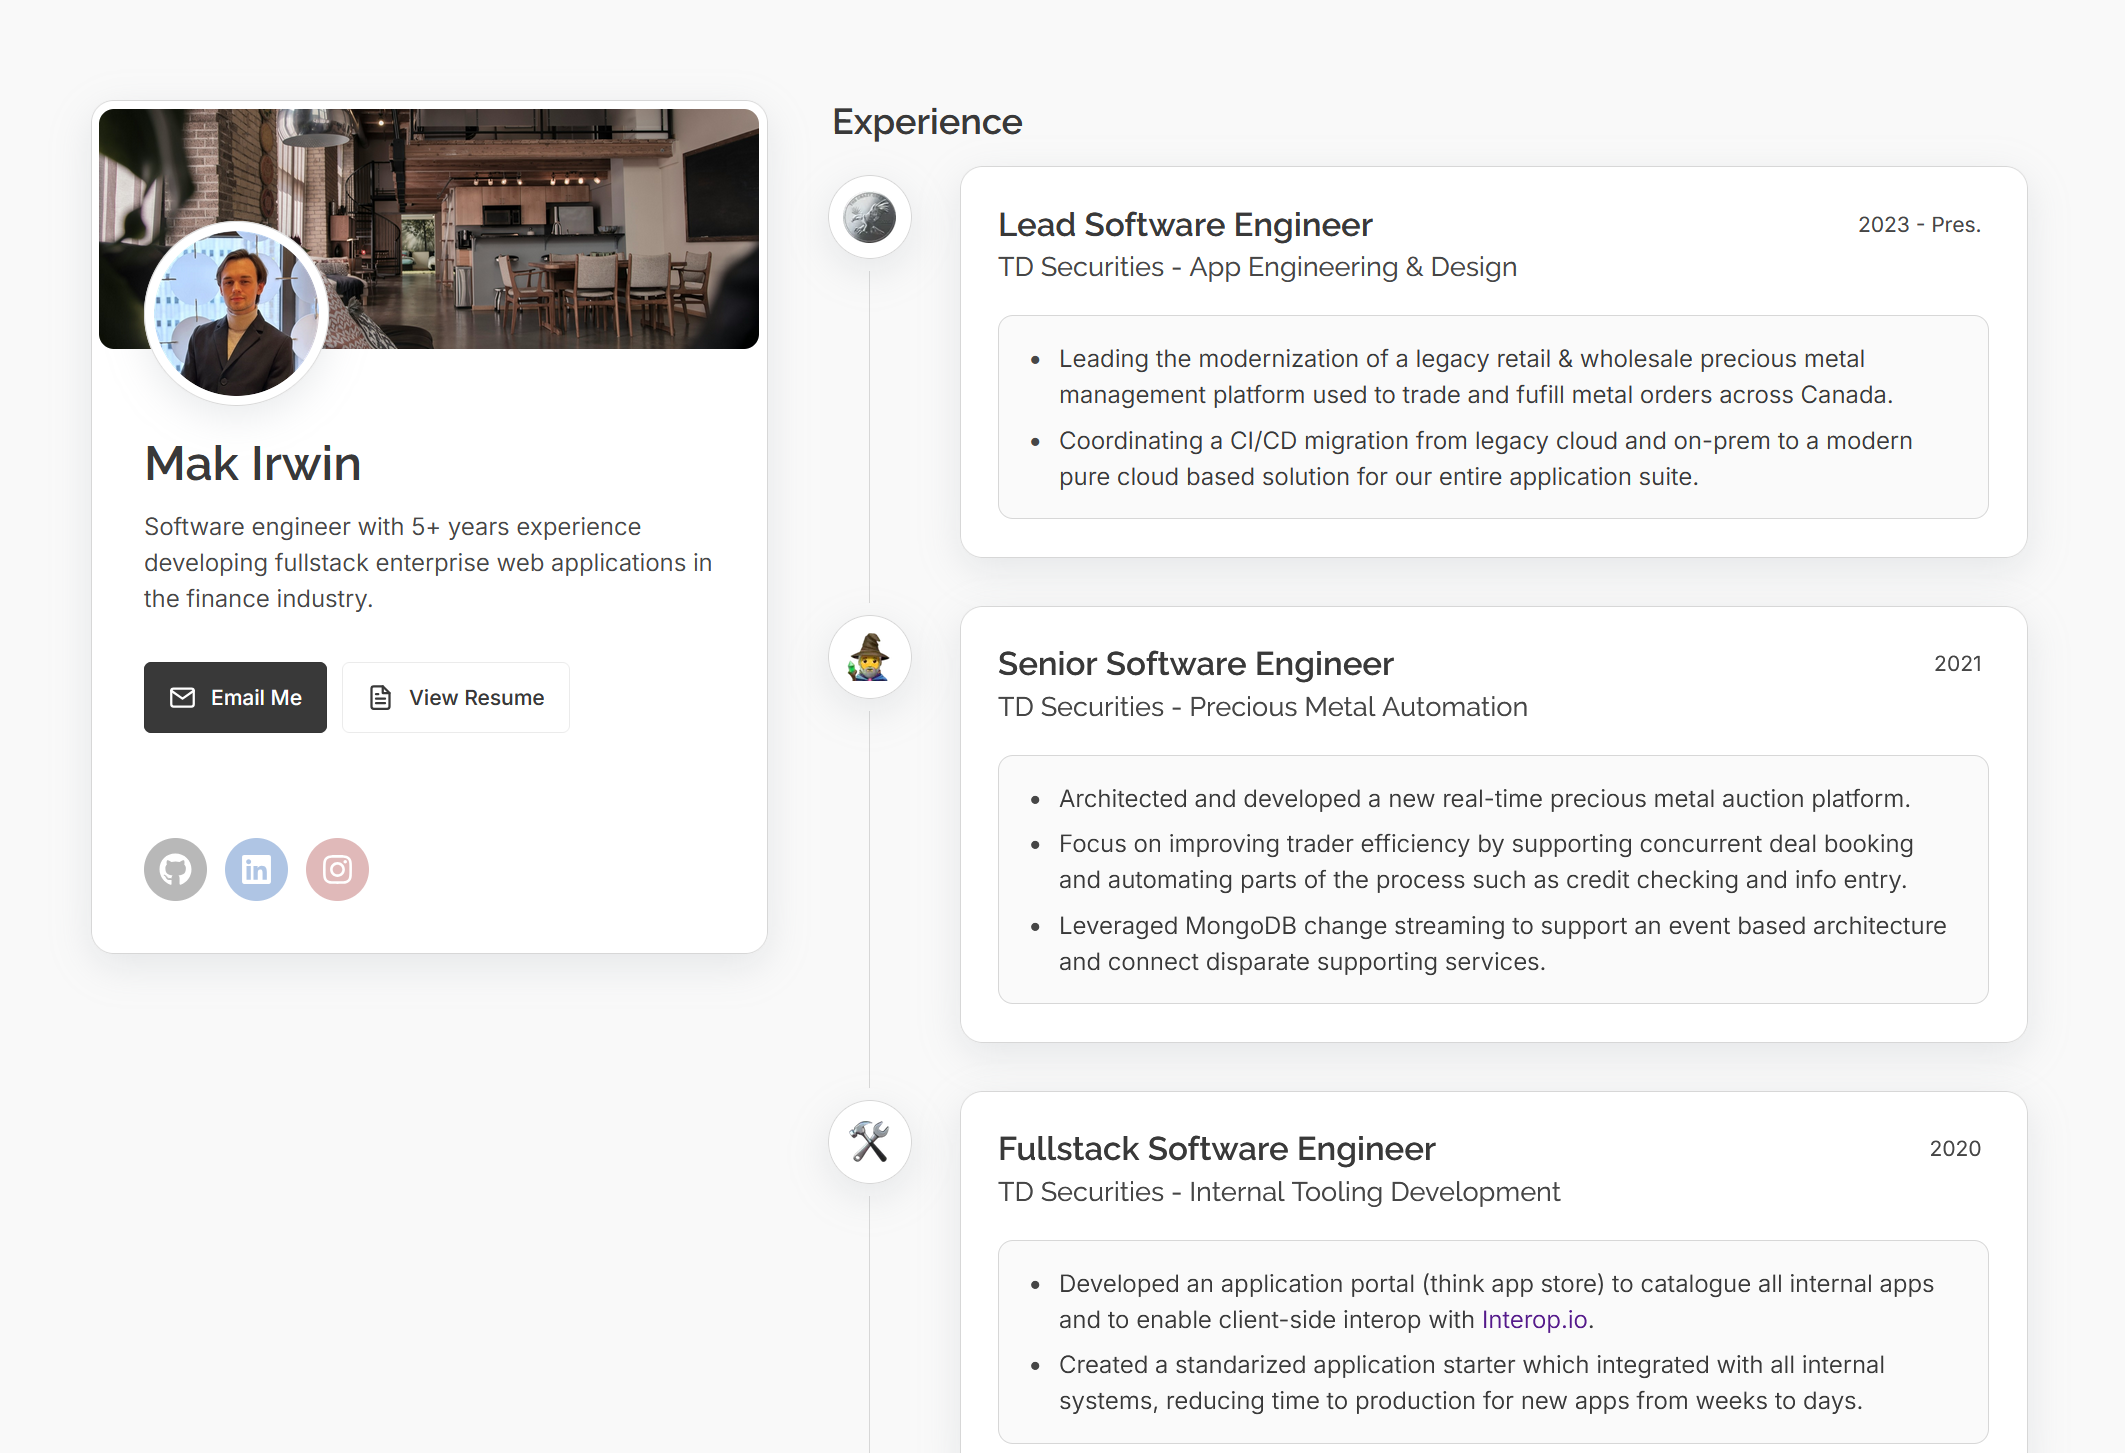 Mak Irwin
Software engineer with 5+ years experience
developing fullstack enterprise web applications in
the finance industry.
Email Me
View Resume
Experience
Lead Software Engineer
2023 - Pres.
TD Securities - App Engineering & Design
• Leading the modernization of a legacy retail & wholesale precious metal
management platform used to trade and fufill metal orders across Canada.
• Coordinating a CI/CD migration from legacy cloud and on-prem to a modern
pure cloud based solution for our entire application suite.
Senior Software Engineer
2021
TD Securities - Precious Metal Automation
• Architected and developed a new real-time precious metal auction platform.
• Focus on improving trader efficiency by supporting concurrent deal booking
and automating parts of the process such as credit checking and info entry.
• Leveraged MongoDB change streaming to support an event based architecture
and connect disparate supporting services.
Fullstack Software Engineer
2020
TD Securities - Internal Tooling Development
• Developed an application portal (think app store) to catalogue all internal apps
and to enable client-side interop with Interop.io.
• Created a standarized application starter which integrated with all internal
systems, reducing time to production for new apps from weeks to days.